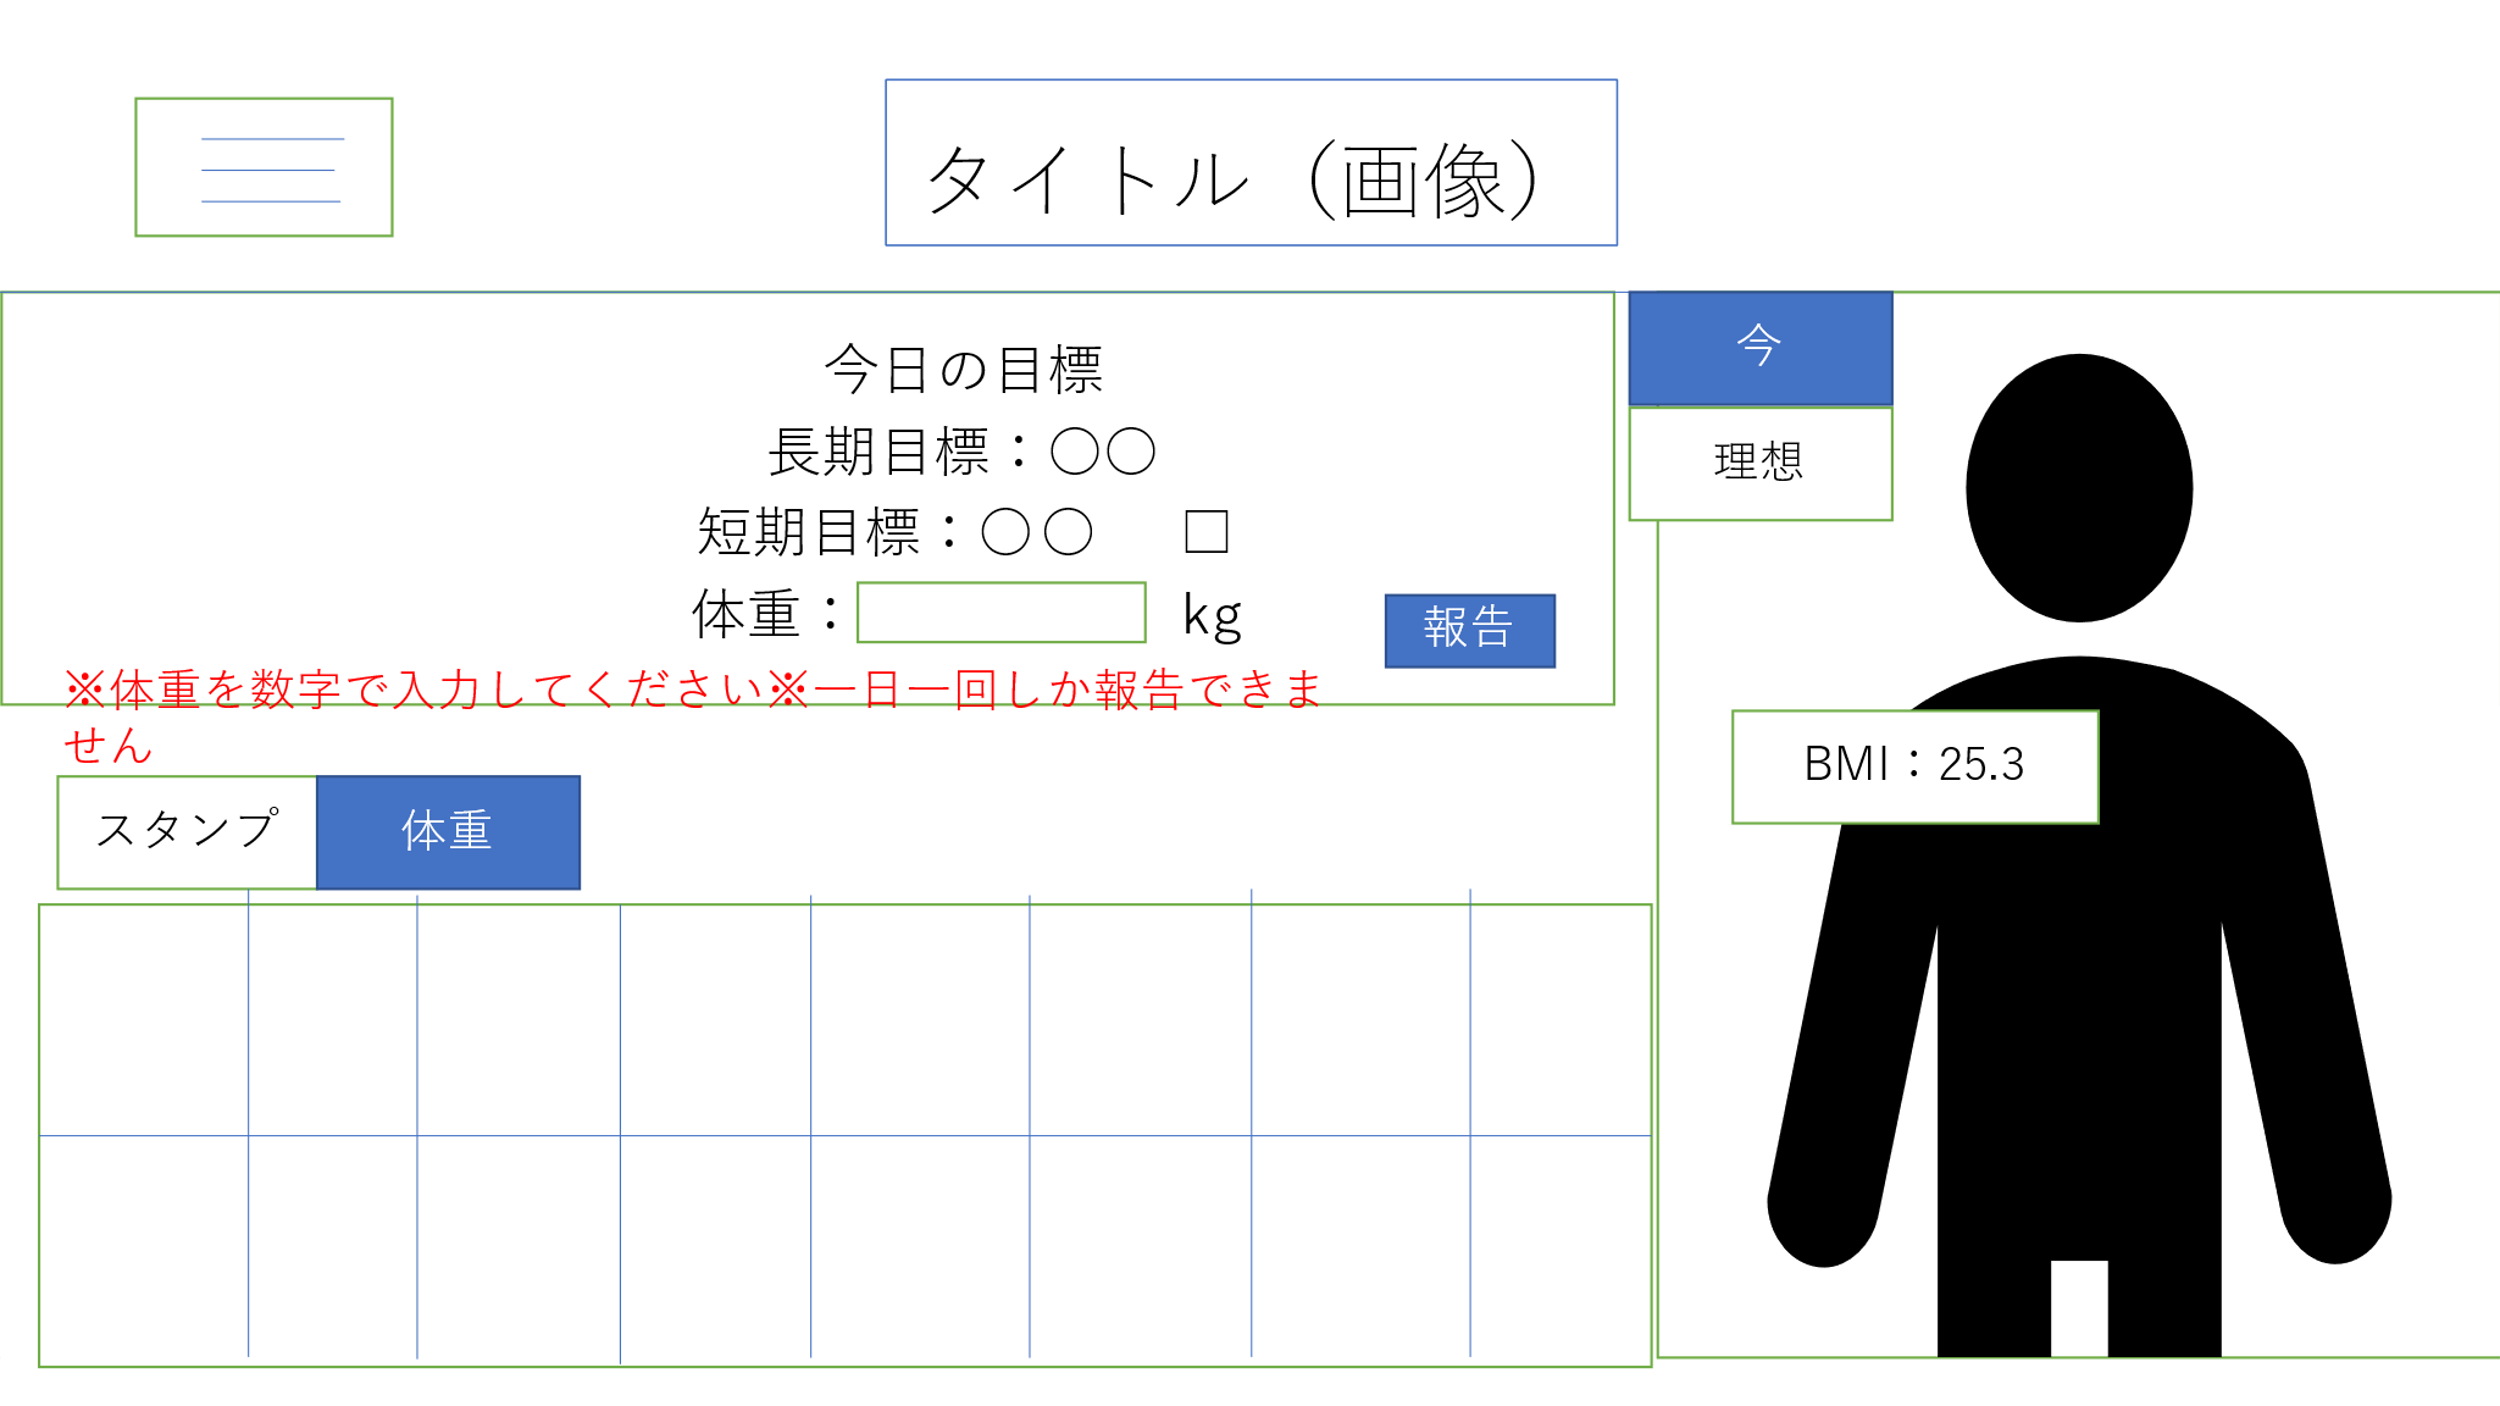 タイトル（画像）
今日の目標
長期目標：○○
短期目標：○○　□
体重：　kg
報告
※体重を数字で入力してください※一日一回しか報告できま
せん
スタンプ
体重
今
理想
BMI：25.3